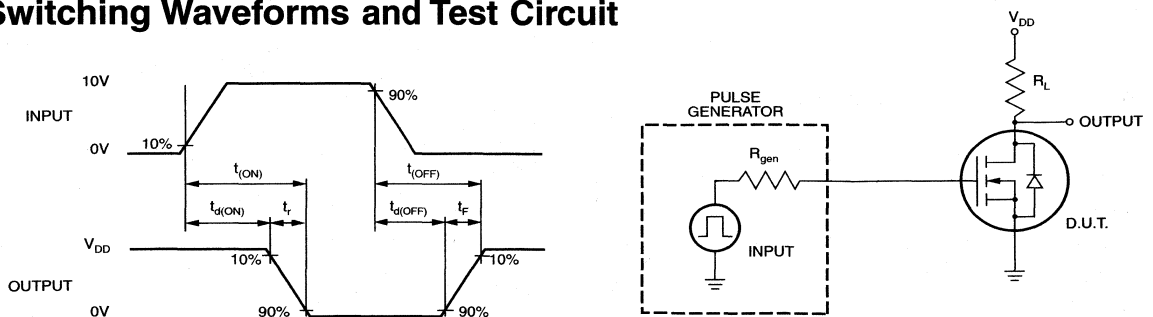 Switching Waveforms and Test Circuit
10V
INPUT
0V
10%
90%
t(ON)
t(OFF)
td(ON)
tr
td(OFF)
tF
VDD
OUTPUT
0V
10%
90%
10%
90%
PULSE
GENERATOR
Rgen
INPUT
VDD
RL
OUTPUT
D.U.T.